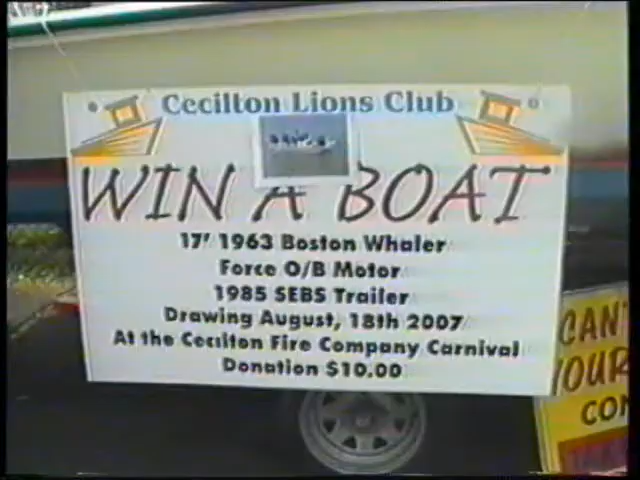 Cecilton Lions Club
WIN A BOAT
17' 1963 Boston Whaler
Force O/B Motor
1985 SEBS Trailer
Drawing August, 18th 2007
At the Cecilton Fire Company Carnival
Donation $10.00
CAN'T
YOUR